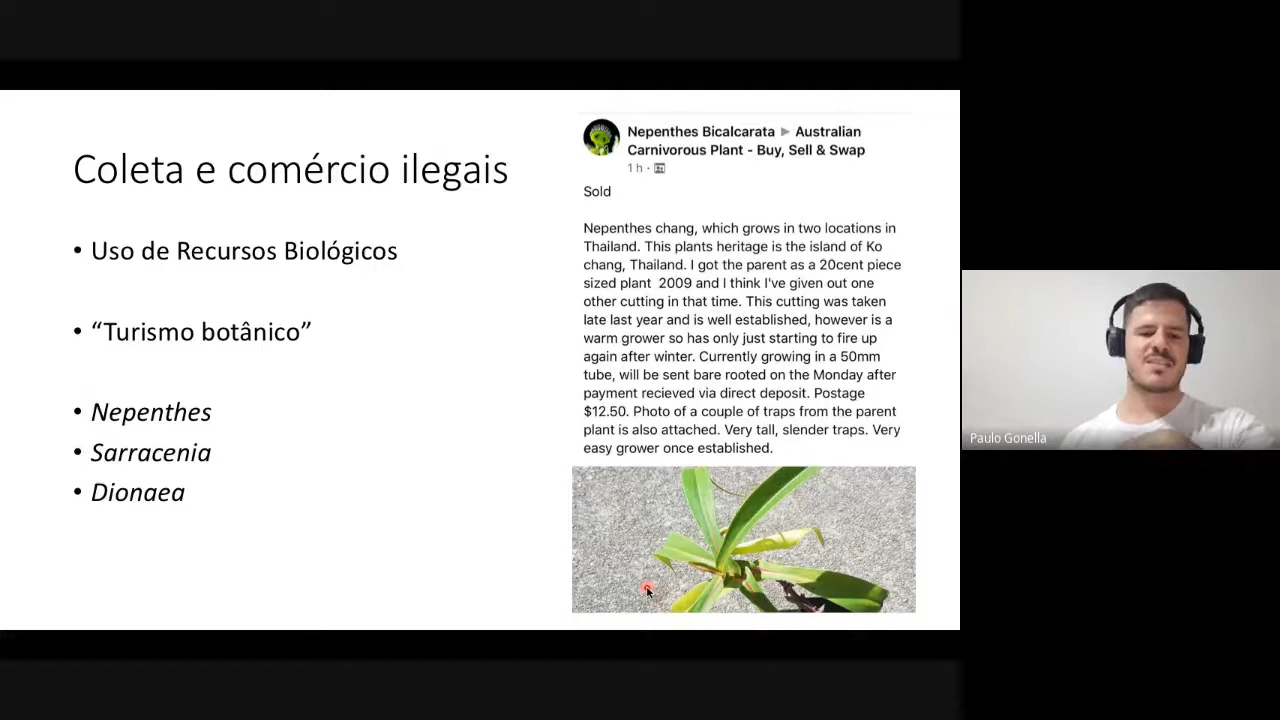 Coleta e comércio ilegais
• Uso de Recursos Biológicos
• “Turismo botânico”
• Nepenthes
• Sarracenia
• Dionaea
Nepenthes Bicalcarata ▶ Australian
Carnivorous Plant - Buy, Sell & Swap
1 h ·
Sold
Nepenthes chang, which grows in two locations in
Thailand. This plants heritage is the island of Ko
chang, Thailand. I got the parent as a 20cent piece
sized plant 2009 and I think I've given out one
other cutting in that time. This cutting was taken
late last year and is well established, however is a
warm grower so has only just starting to fire up
again after winter. Currently growing in a 50mm
tube, will be sent bare rooted on the Monday after
payment recieved via direct deposit. Postage
$12.50. Photo of a couple of traps from the parent
plant is also attached. Very tall, slender traps. Very
easy grower once established.
Paulo Gonella